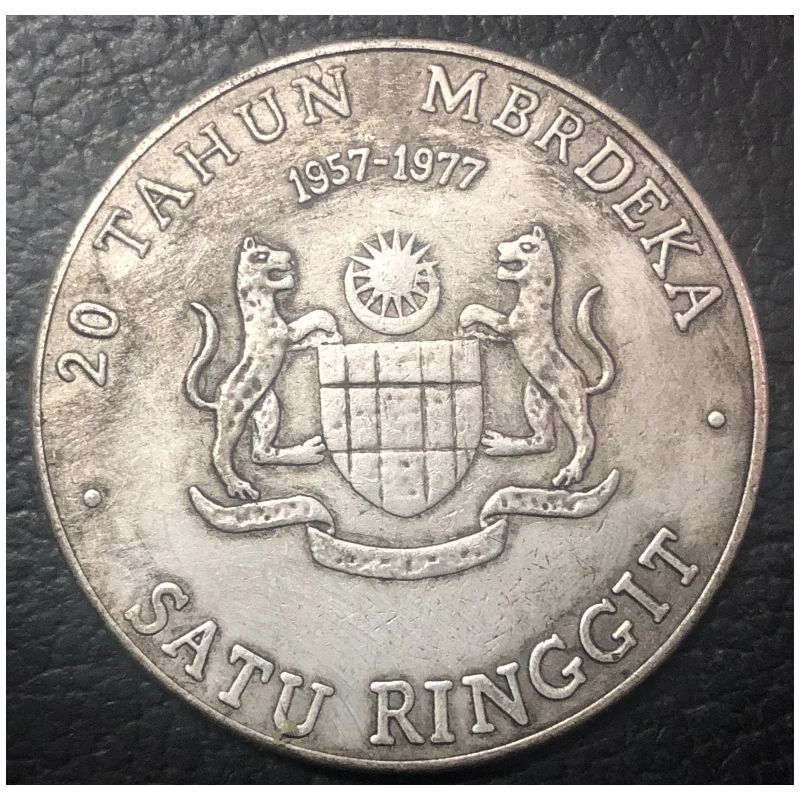 20 TAHUN MBRDEKA
1957-1977
SATU RINGGIT